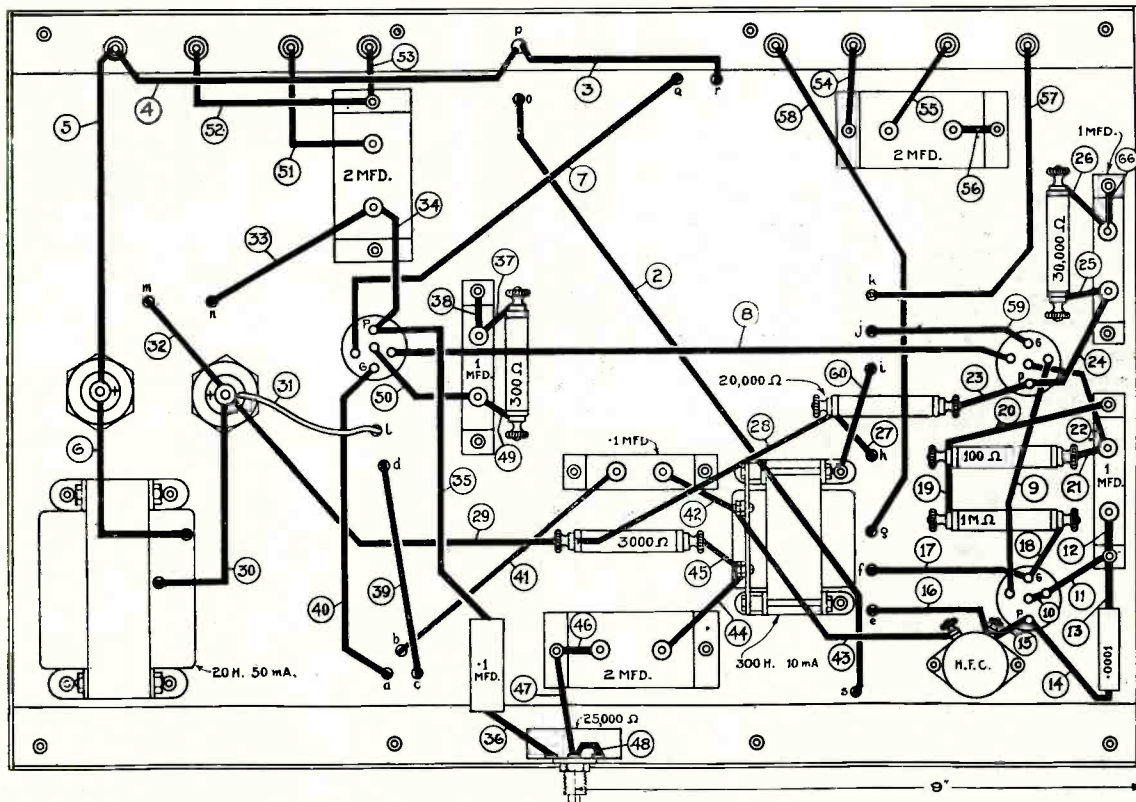 p
53
54
58
55
57
3
4
5
q
r
o
52
51
2 MFD.
7
2 MFD.
56
1 MFD.
26
66
34
33
30,000 Ω
25
2
m
n
k
37
38
P
j
59
G
32
8
24
G
1 MFD.
300 Ω
i
P
23
60
20,000 Ω
31
50
20
l
49
28
27
h
22
6
d
·1 MFD
100 Ω
1 MFD.
35
19
9
21
42
1 M Ω
12
29
g
3000 Ω
17
18
30
41
45
f
G
39
16
10
11
40
e
P
13
44
15
b
46
300 H. 10 mA
43
H.F.C.
·0001
20 H. 50 mA.
a
c
·1 MFD.
2 MFD.
14
47
s
36
25,000 Ω
48
9"